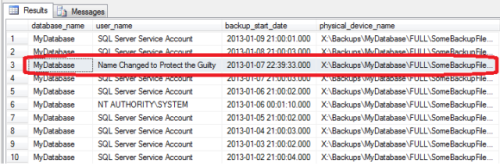 Results Messages
database_name user_name backup_start_date physical_device_name
1 MyDatabase SQL Server Service Account 2013-01-09 21:00:01.000 X:\Backups\MyDatabase\FULL\SomeBackupFile...
2 MyDatabase SQL Server Service Account 2013-01-08 21:00:03.000 X:\Backups\MyDatabase\FULL\SomeBackupFile...
3 MyDatabase Name Changed to Protect the Guilty 2013-01-07 22:39:33.000 X:\Backups\MyDatabase\FULL\SomeBackupFile...
4 MyDatabase SQL Server Service Account 2013-01-07 21:00:03.000 X:\Backups\MyDatabase\FULL\SomeBackupFile...
5 MyDatabase SQL Server Service Account 2013-01-06 21:00:02.000 X:\Backups\MyDatabase\FULL\SomeBackupFile...
6 MyDatabase NT AUTHORITY\SYSTEM 2013-01-06 00:01:10.000 X:\Backups\MyDatabase\FULL\SomeBackupFile...
7 MyDatabase SQL Server Service Account 2013-01-05 21:00:02.000 X:\Backups\MyDatabase\FULL\SomeBackupFile...
8 MyDatabase SQL Server Service Account 2013-01-04 21:00:03.000 X:\Backups\MyDatabase\FULL\SomeBackupFile...
9 MyDatabase SQL Server Service Account 2013-01-03 21:00:02.000 X:\Backups\MyDatabase\FULL\SomeBackupFile...
10 MyDatabase SQL Server Service Account 2013-01-02 21:00:04.000 X:\Backups\MyDatabase\FULL\SomeBackupFile...